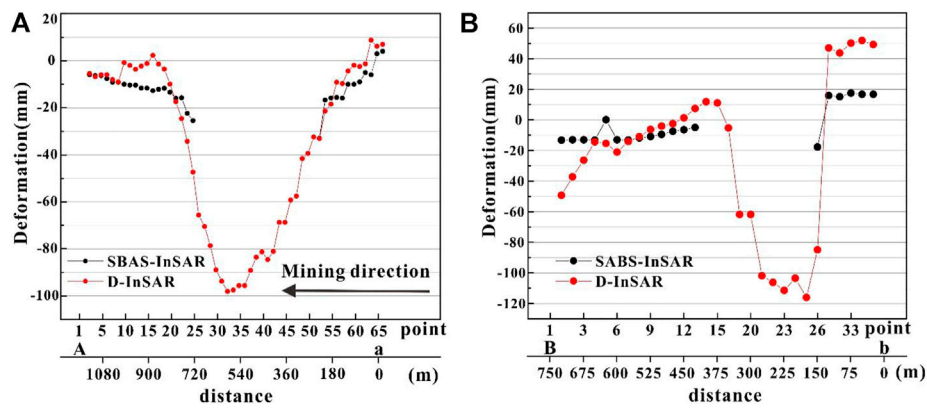 A
Deformation(mm)
20
0
-20
-40
-60
-80
-100
SBAS-InSAR
D-InSAR
Mining direction
1 5 10 15 20 25 30 35 40 45 50 55 60 65 point
A a
1080 900 720 540 360 180 0 (m)
distance
B
Deformation(mm)
60
40
20
0
-20
-40
-60
-80
-100
-120
SABS-InSAR
D-InSAR
1 3 6 9 12 15 20 23 26 33 point
B b
750 675 600 525 450 375 300 225 150 75 0 (m)
distance